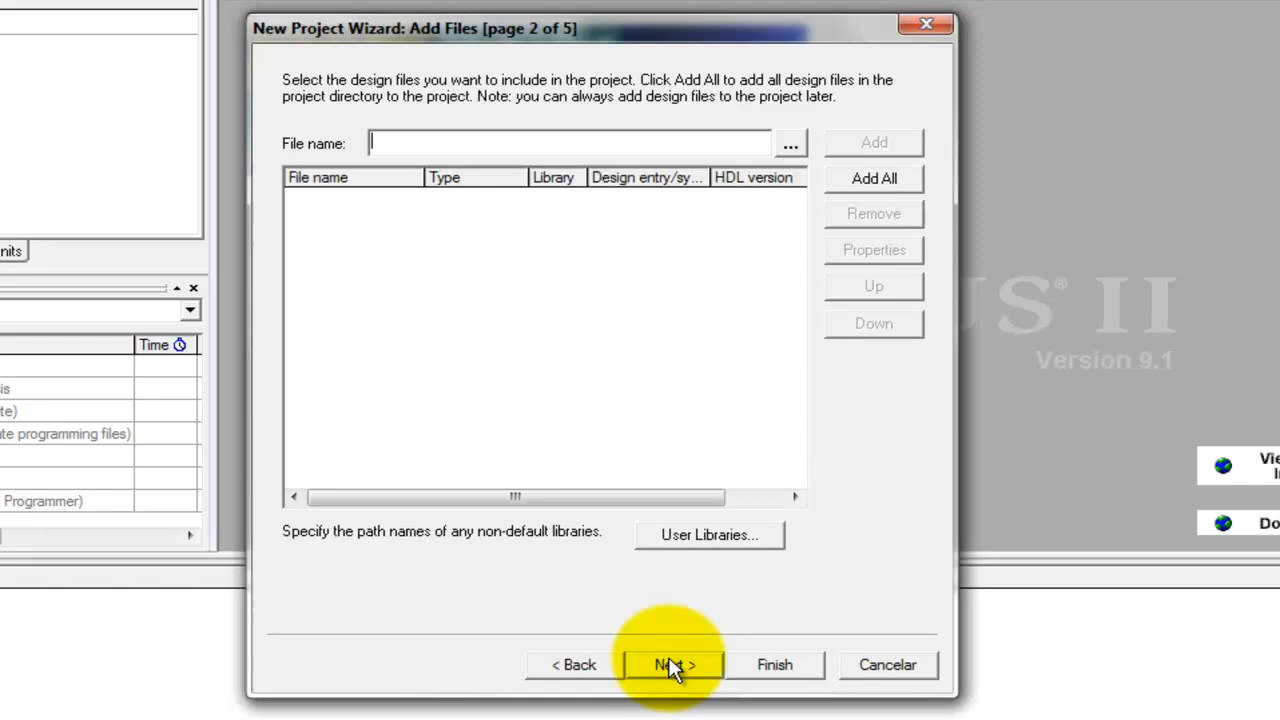 New Project Wizard: Add Files [page 2 of 5]
Select the design files you want to include in the project. Click Add All to add all design files in the
project directory to the project. Note: you can always add design files to the project later.
File name:
...
Add
File name Type Library Design entry/sy... HDL version
Add All
Remove
Properties
Up
Down
nits
Time
sis
te)
ate programming files)
Programmer)
US® II
Version 9.1
Vie
I
Do
Specify the path names of any non-default libraries.
User Libraries...
< Back
Next >
Finish
Cancelar